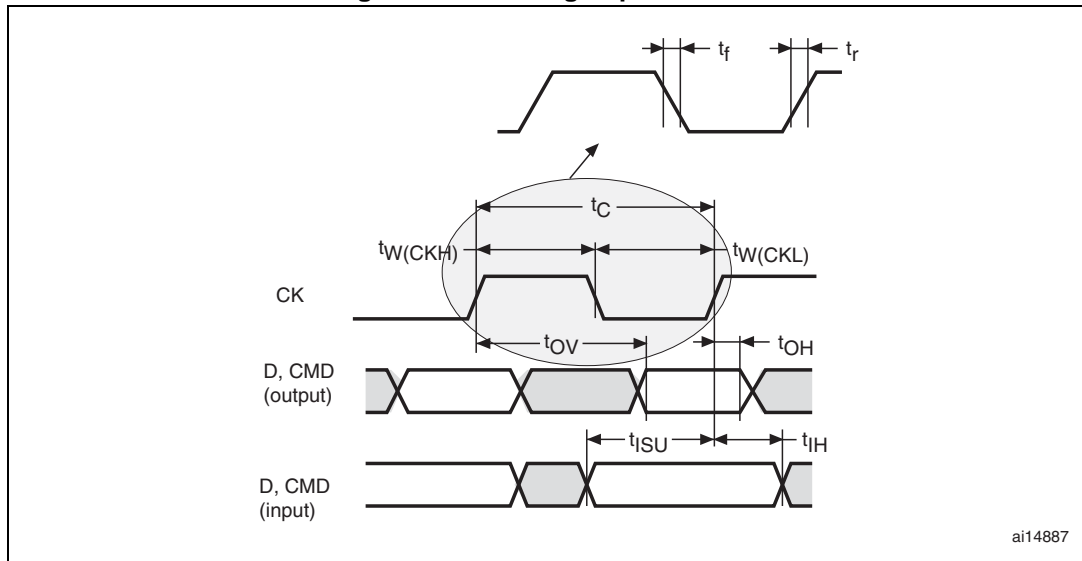 tf
tr
tC
tW(CKH)
tW(CKL)
CK
tOV
tOH
D, CMD
(output)
tISU
tIH
D, CMD
(input)
ai14887